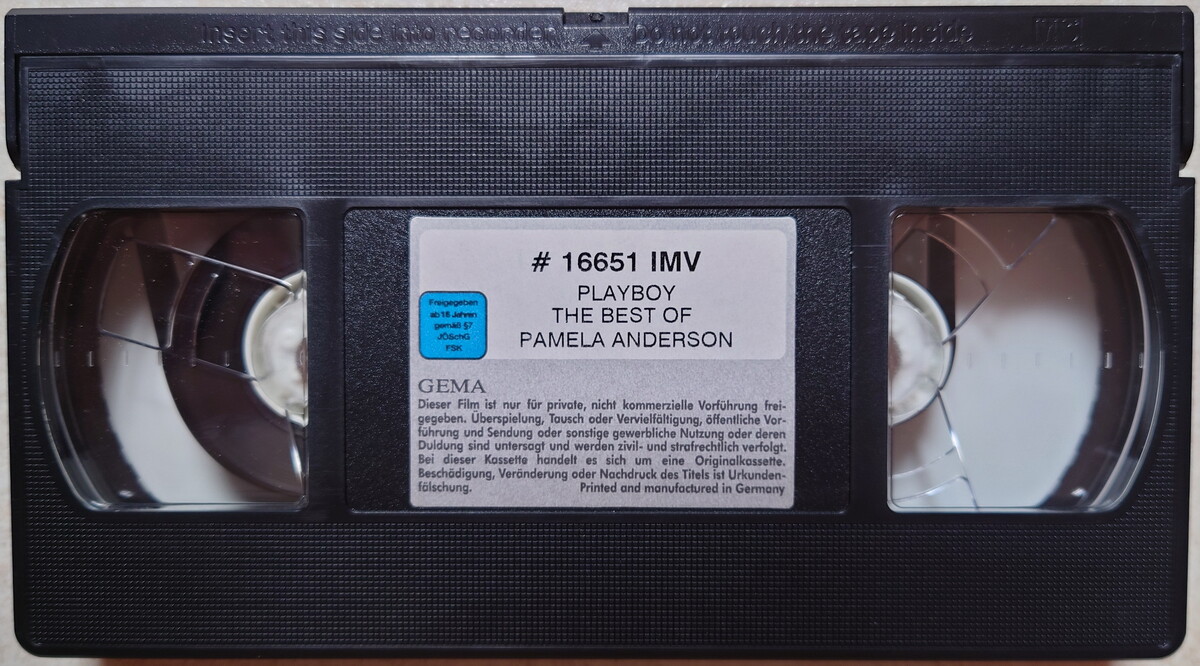 Insert this side into recorder Do not touch the tape inside
# 16651 IMV
PLAYBOY
THE BEST OF
PAMELA ANDERSON
Freigegeben
ab 16 Jahren
gemäß §7
JÖSchG
FSK
GEMA
Dieser Film ist nur für private, nicht kommerzielle Vorführung frei-
gegeben. Überspielung, Tausch oder Vervielfältigung, öffentliche Vor-
führung und Sendung oder sonstige gewerbliche Nutzung oder deren
Duldung sind untersagt und werden zivil- und strafrechtlich verfolgt.
Bei dieser Kassette handelt es sich um eine Originalkassette.
Beschädigung, Veränderung oder Nachdruck des Titels ist Urkunden-
fälschung. Printed and manufactured in Germany